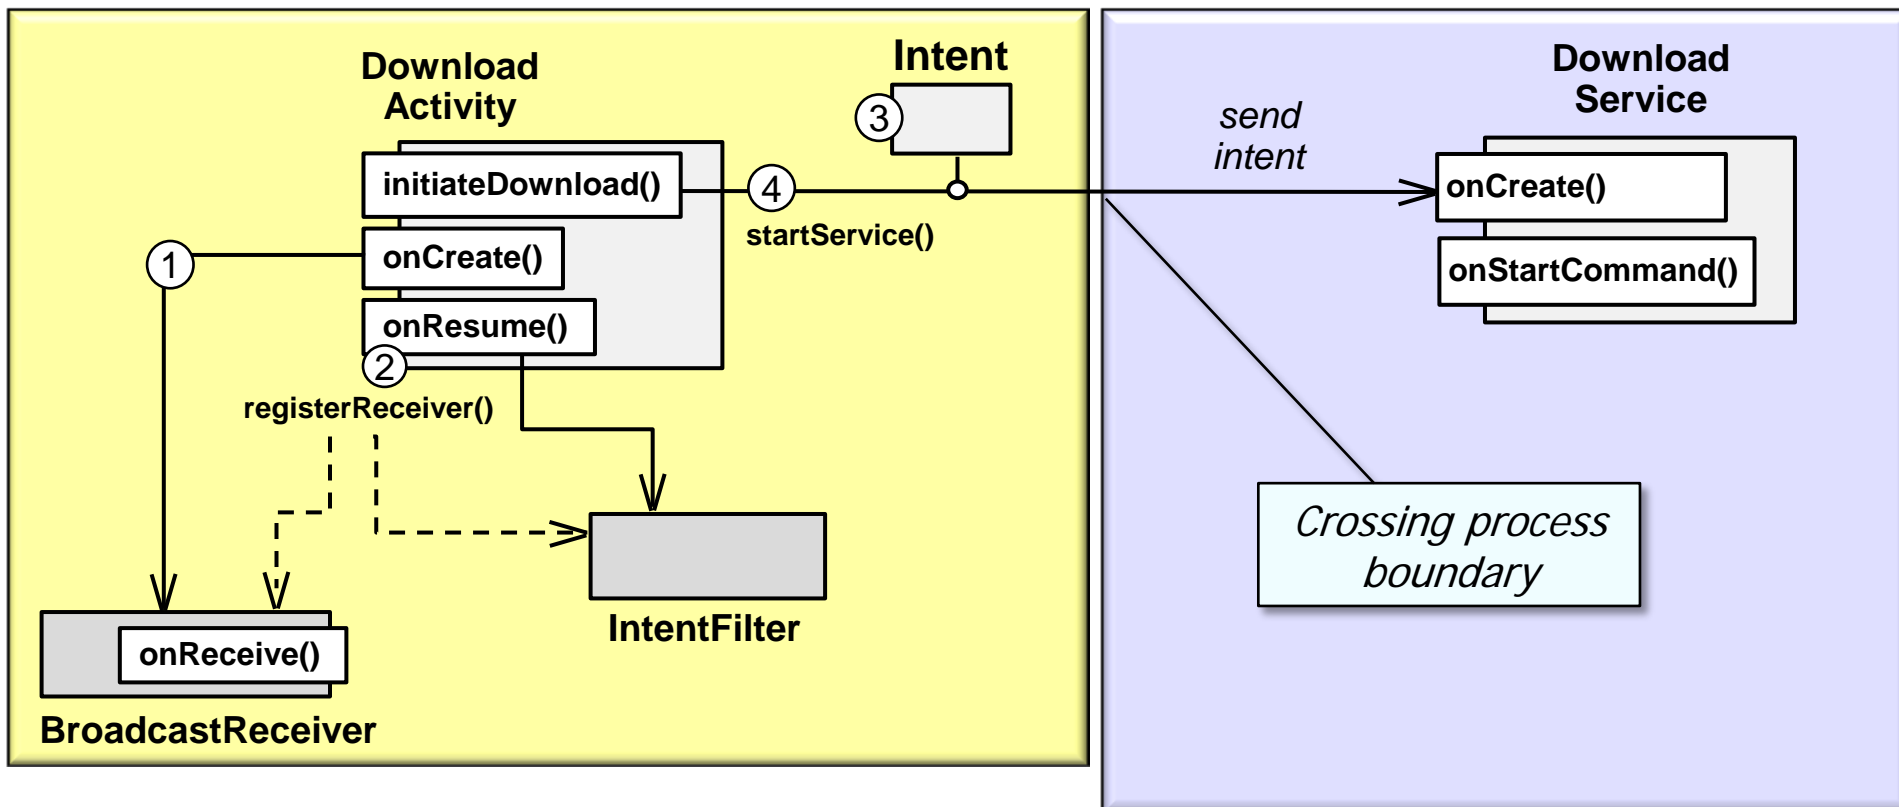 Download
Activity
Intent
3
initiateDownload()
4
startService()
1
onCreate()
onResume()
2
registerReceiver()
IntentFilter
onReceive()
BroadcastReceiver
send
intent
Download
Service
onCreate()
onStartCommand()
Crossing process
boundary